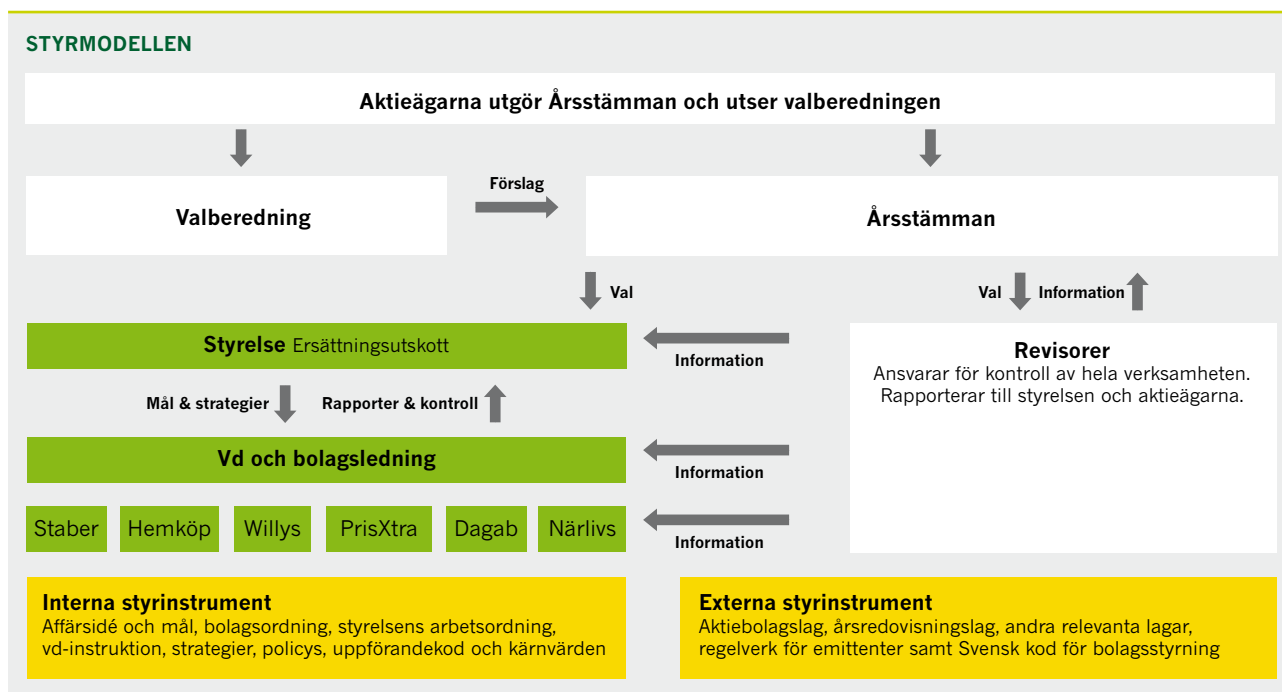 STYRMODELLEN
Aktieägarna utgör Årsstämman och utser valberedningen
Valberedning
Förslag
Årsstämman
Val
Val
Information
Styrelse Ersättningsutskott
Information
Revisorer
Ansvarar för kontroll av hela verksamheten.
Rapporterar till styrelsen och aktieägarna.
Mål & strategier
Rapporter & kontroll
Vd och bolagsledning
Information
Staber
Hemköp
Willys
PrisXtra
Dagab
Närlivs
Information
Interna styrinstrument
Affärsidé och mål, bolagsordning, styrelsens arbetsordning,
vd-instruktion, strategier, policys, uppförandekod och kärnvärden
Externa styrinstrument
Aktiebolagslag, årsredovisningslag, andra relevanta lagar,
regelverk för emittenter samt Svensk kod för bolagsstyrning